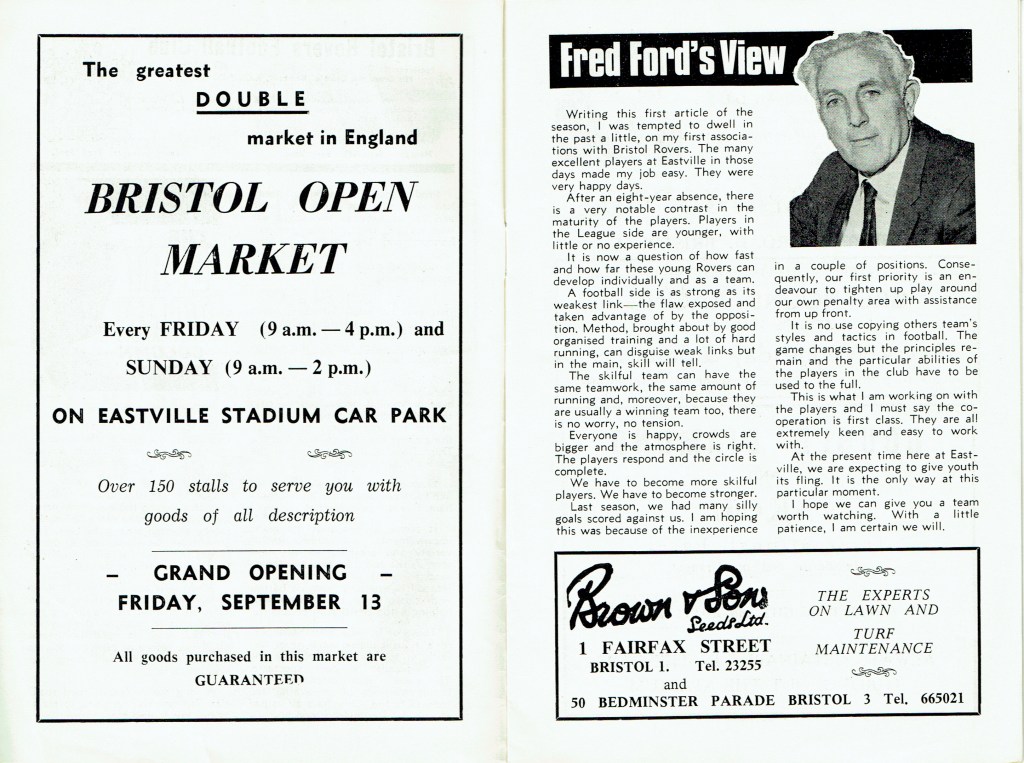 The greatest
DOUBLE
market in England
BRISTOL OPEN
MARKET
Every FRIDAY (9 a.m. — 4 p.m.) and
SUNDAY (9 a.m. — 2 p.m.)
ON EASTVILLE STADIUM CAR PARK
Over 150 stalls to serve you with
goods of all description
– GRAND OPENING –
FRIDAY, SEPTEMBER 13
All goods purchased in this market are
GUARANTEED
Fred Ford's View
Writing this first article of the
season, I was tempted to dwell in
the past a little, on my first associa-
tions with Bristol Rovers. The many
excellent players at Eastville in those
days made my job easy. They were
very happy days.
After an eight-year absence, there
is a very notable contrast in the
maturity of the players. Players in
the League side are younger, with
little or no experience.
It is now a question of how fast
and how far these young Rovers can
develop individually and as a team.
A football side is as strong as its
weakest link—the flaw exposed and
taken advantage of by the opposi-
tion. Method, brought about by good
organised training and a lot of hard
running, can disguise weak links but
in the main, skill will tell.
The skilful team can have the
same teamwork, the same amount of
running and, moreover, because they
are usually a winning team too, there
is no worry, no tension.
Everyone is happy, crowds are
bigger and the atmosphere is right.
The players respond and the circle is
complete.
We have to become more skilful
players. We have to become stronger.
Last season, we had many silly
goals scored against us. I am hoping
this was because of the inexperience
in a couple of positions. Conse-
quently, our first priority is an en-
deavour to tighten up play around
our own penalty area with assistance
from up front.
It is no use copying others team's
styles and tactics in football. The
game changes but the principles re-
main and the particular abilities of
the players in the club have to be
used to the full.
This is what I am working on with
the players and I must say the co-
operation is first class. They are all
extremely keen and easy to work
with.
At the present time here at East-
ville, we are expecting to give youth
its fling. It is the only way at this
particular moment.
I hope we can give you a team
worth watching. With a little
patience, I am certain we will.
Brown & Sons
Seeds Ltd.
1 FAIRFAX STREET
BRISTOL 1. Tel. 23255
and
50 BEDMINSTER PARADE BRISTOL 3 Tel. 665021
THE EXPERTS
ON LAWN AND
TURF
MAINTENANCE